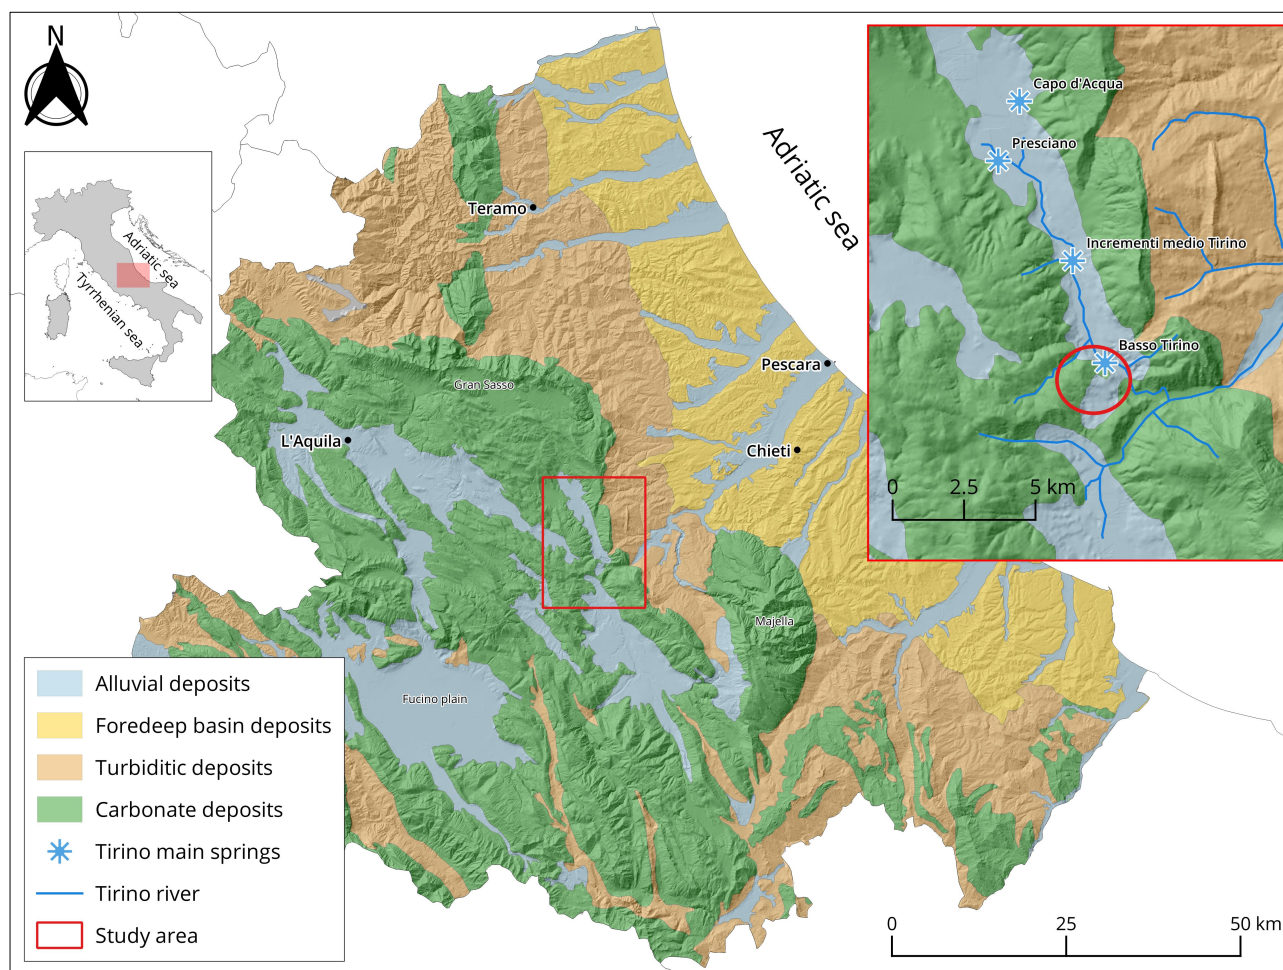 N
Adriatic sea
Tyrrhenian sea
Adriatic sea
Teramo
Pescara
Gran Sasso
L'Aquila
Chieti
Majella
Fucino plain
Capo d'Acqua
Presciano
Incrementi medio Tirino
Basso Tirino
0 2.5 5 km
Alluvial deposits
Foredeep basin deposits
Turbiditic deposits
Carbonate deposits
Tirino main springs
Tirino river
Study area
0 25 50 km